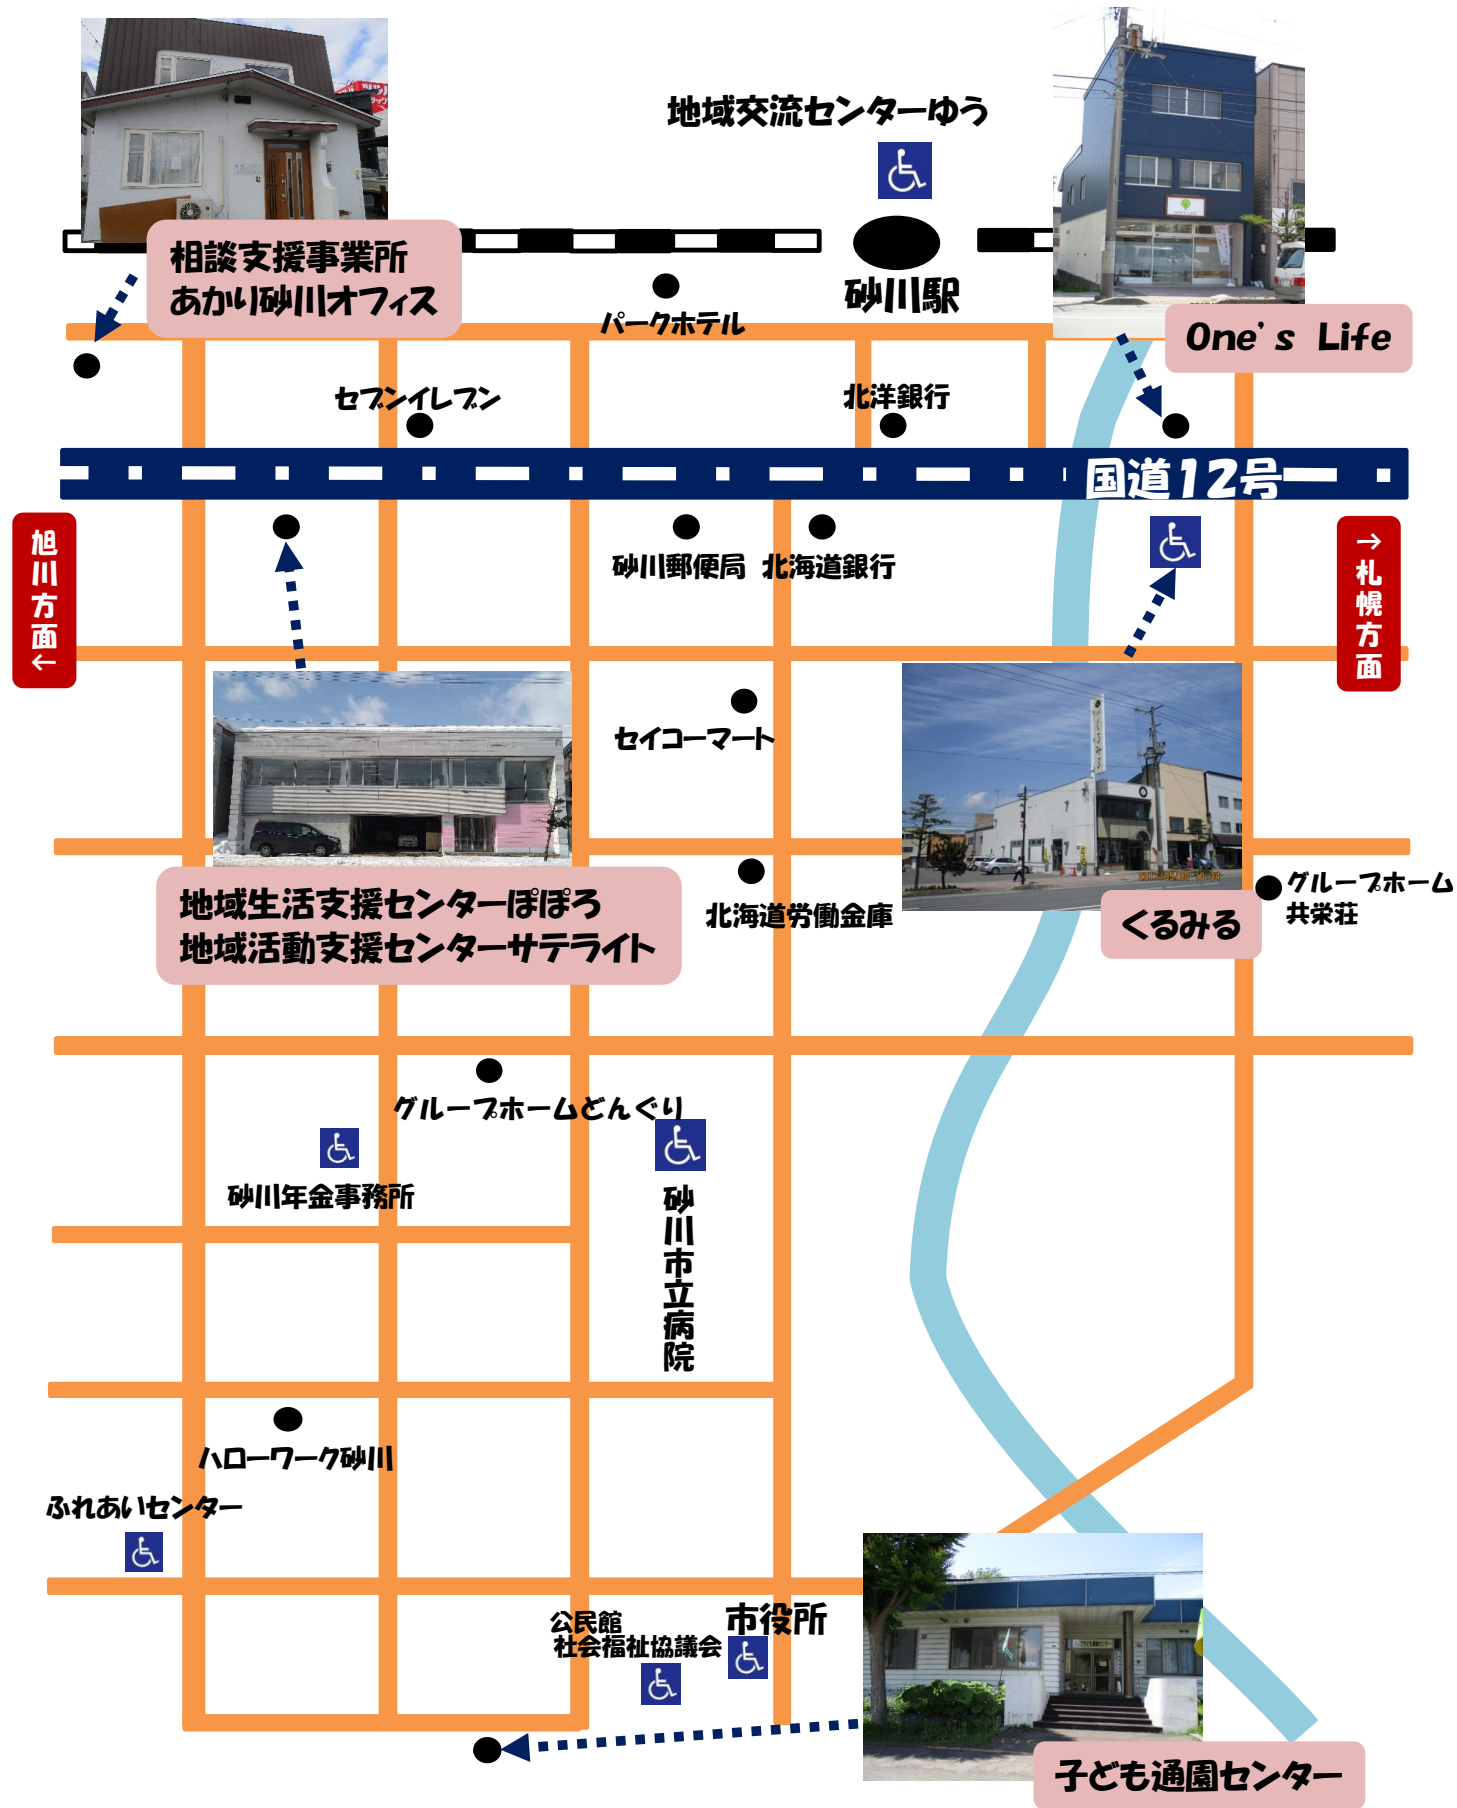 地域交流センターゆう
相談支援事業所
あかり砂川オフィス
砂川駅
パークホテル
One's Life
セブンイレブン
北洋銀行
国道12号
旭川方面←
→札幌方面
砂川郵便局
北海道銀行
セイコーマート
くるみる
地域生活支援センターぽぽろ
地域活動支援センターサテライト
北海道労働金庫
グループホーム
共栄荘
くるみる
グループホームどんぐり
砂川年金事務所
砂川市立病院
ハローワーク砂川
ふれあいセンター
公民館
社会福祉協議会
市役所
子ども通園センター